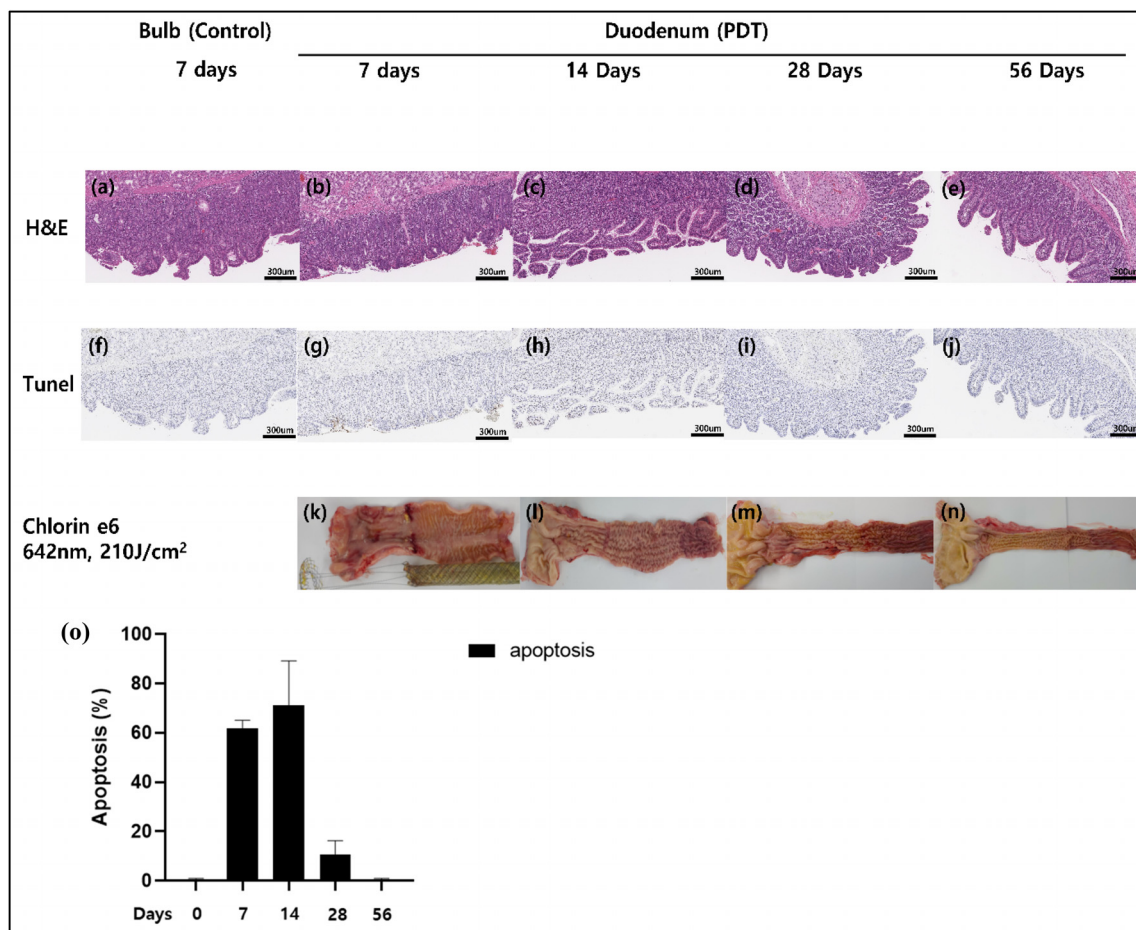 Bulb (Control) Duodenum (PDT)
7 days 7 days 14 Days 28 Days 56 Days
(a) (b) (c) (d) (e)
H&E
300um 300um 300um 300um 300um
(f) (g) (h) (i) (j)
Tunel
300um 300um 300um 300um 300um
(k) (l) (m) (n)
Chlorin e6
642nm, 210J/cm²
(o)
100
apoptosis
80
60
40
20
0
Apoptosis (%)
Days 0 7 14 28 56